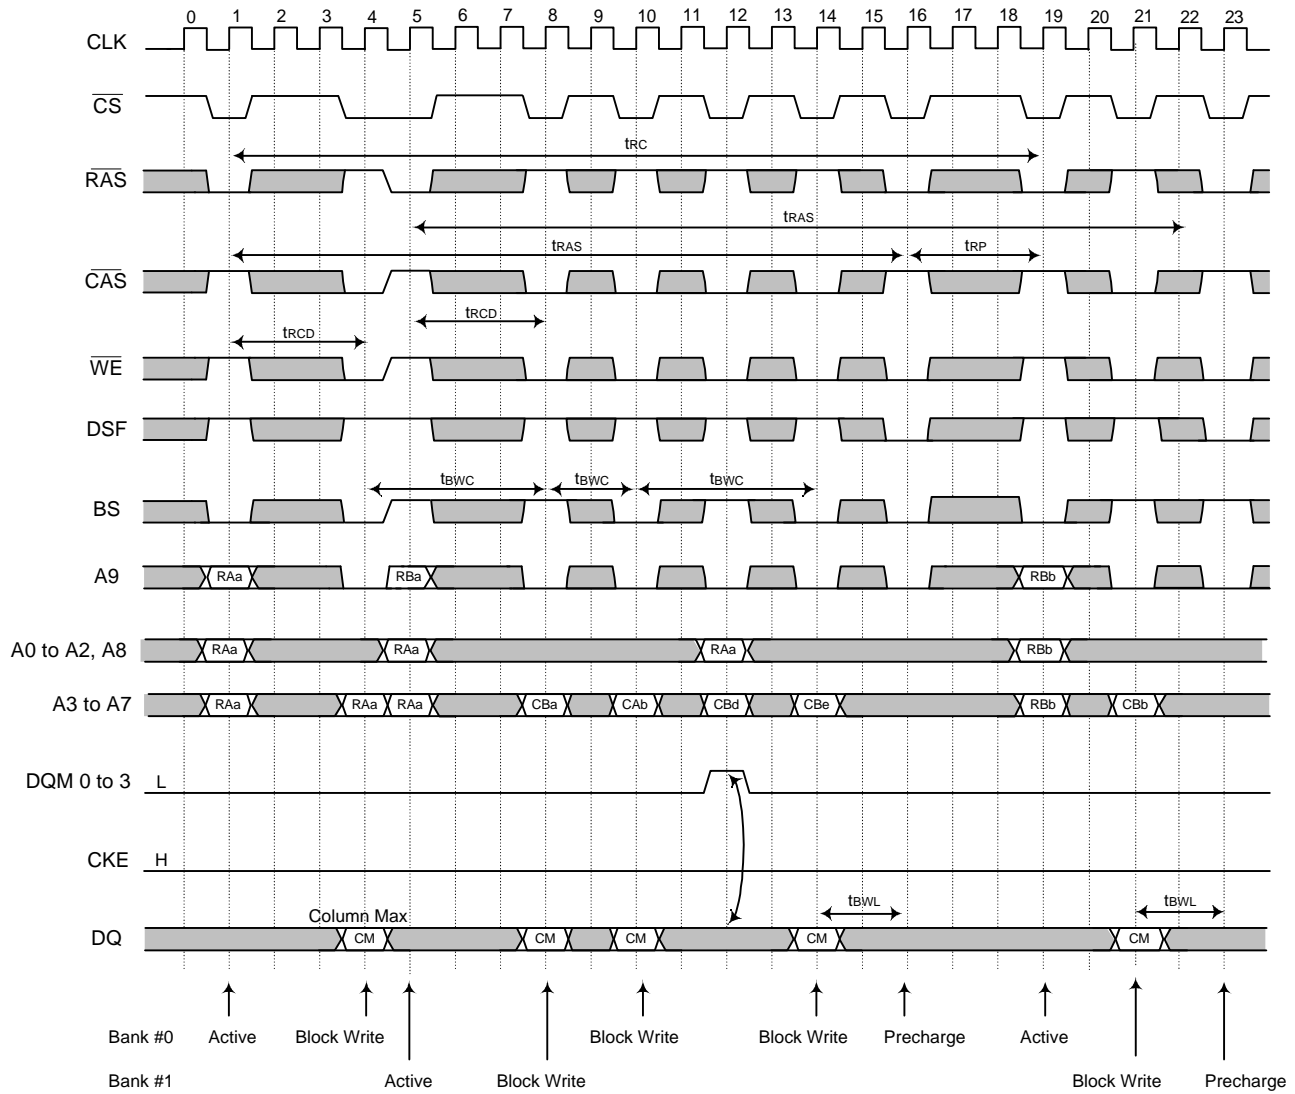 0 1 2 3 4 5 6 7 8 9 10 11 12 13 14 15 16 17 18 19 20 21 22 23
CLK
CS
tRC
RAS
tRAS
tRAS tRP
CAS
tRCD
tRCD
WE
DSF
tBWC tBWC tBWC
BS
A9 RAa RBa RBb
A0 to A2, A8 RAa RAa RAa RBb
A3 to A7 RAa RAa RAa CBa CAb CBd CBe RBb CBb
DQM 0 to 3 L
CKE H
tBWL tBWL
Column Max
DQ CM CM CM CM CM
Bank #0 Active Block Write Block Write Block Write Precharge Active
Bank #1 Active Block Write Block Write Precharge